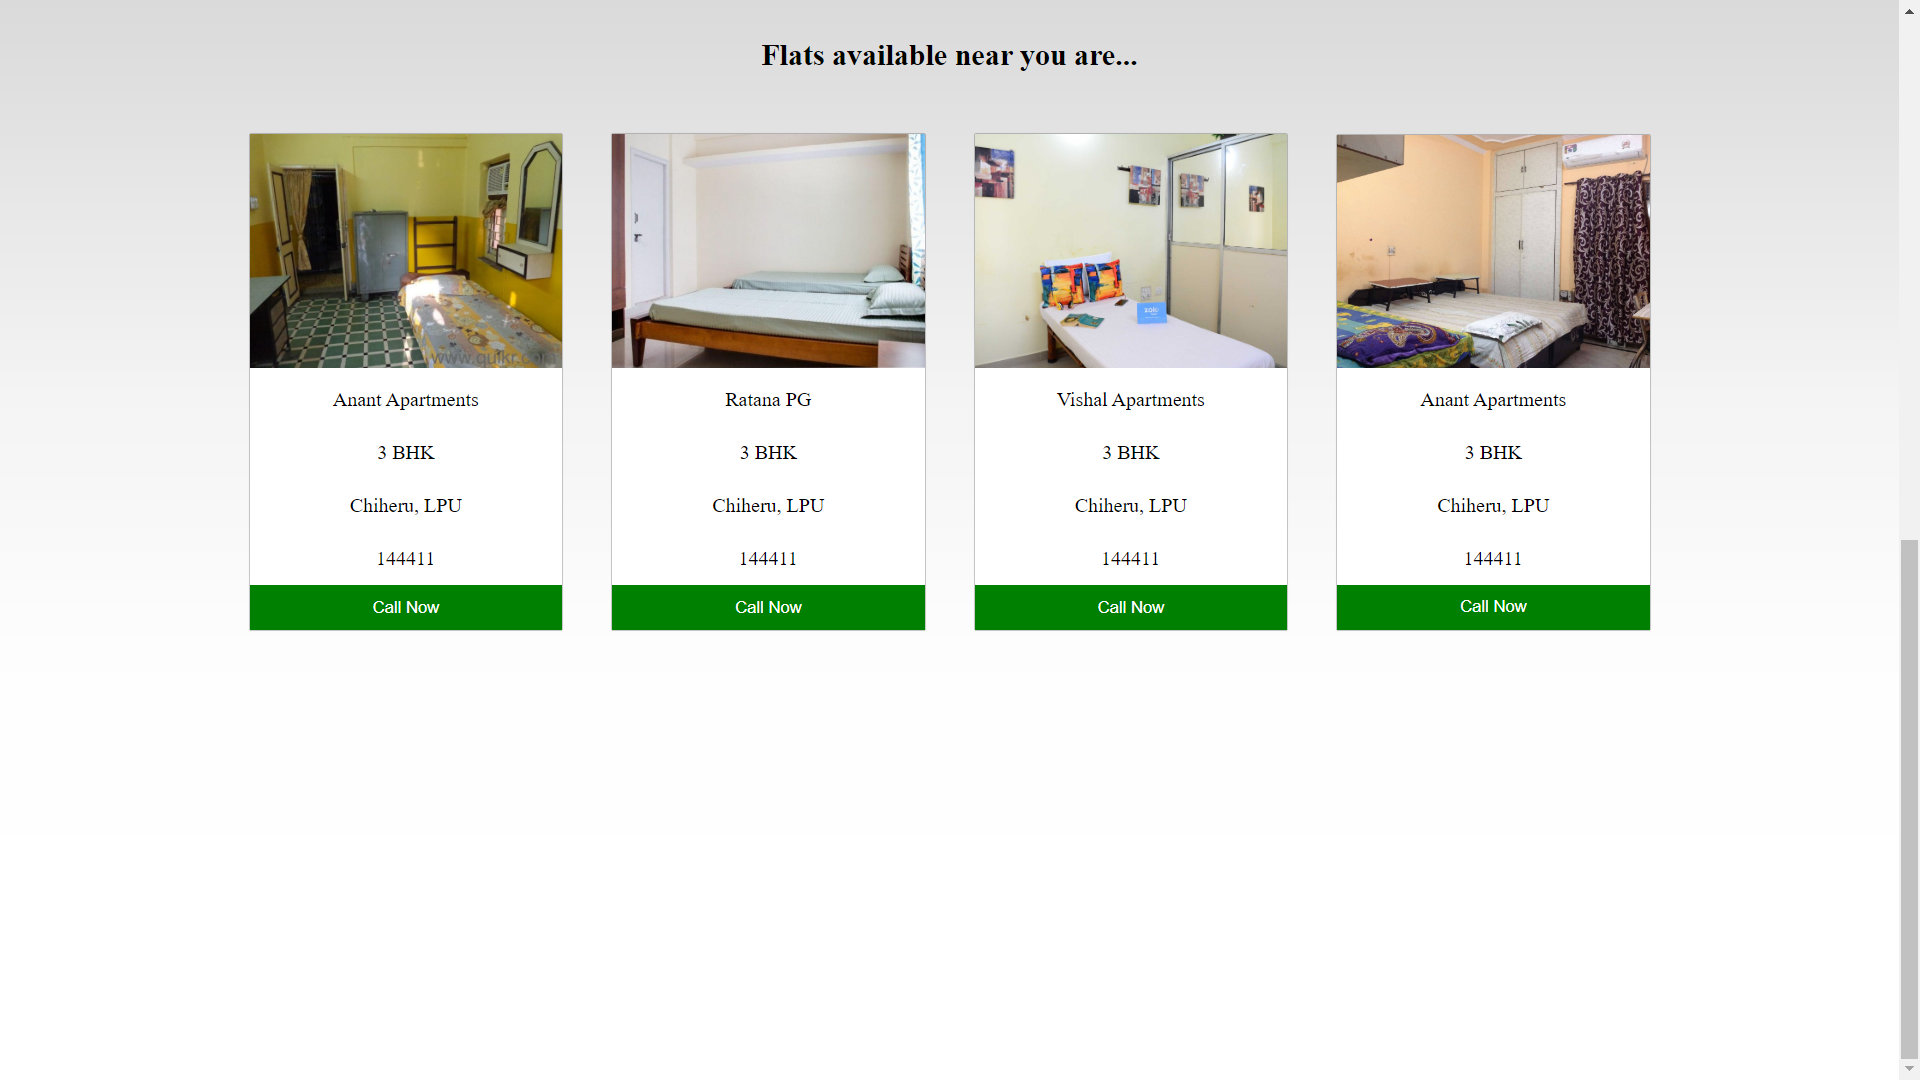 Flats available near you are...
www.quikr.com
Anant Apartments
3 BHK
Chiheru, LPU
144411
Call Now
Ratana PG
3 BHK
Chiheru, LPU
144411
Call Now
Vishal Apartments
3 BHK
Chiheru, LPU
144411
Call Now
Anant Apartments
3 BHK
Chiheru, LPU
144411
Call Now